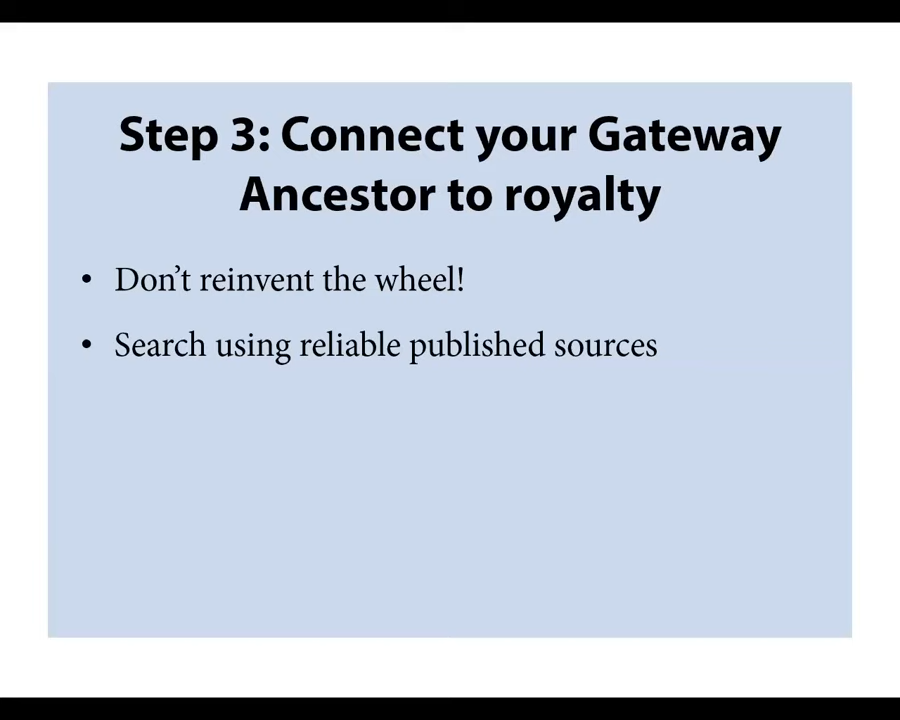 Step 3: Connect your Gateway
Ancestor to royalty
• Don’t reinvent the wheel!
• Search using reliable published sources